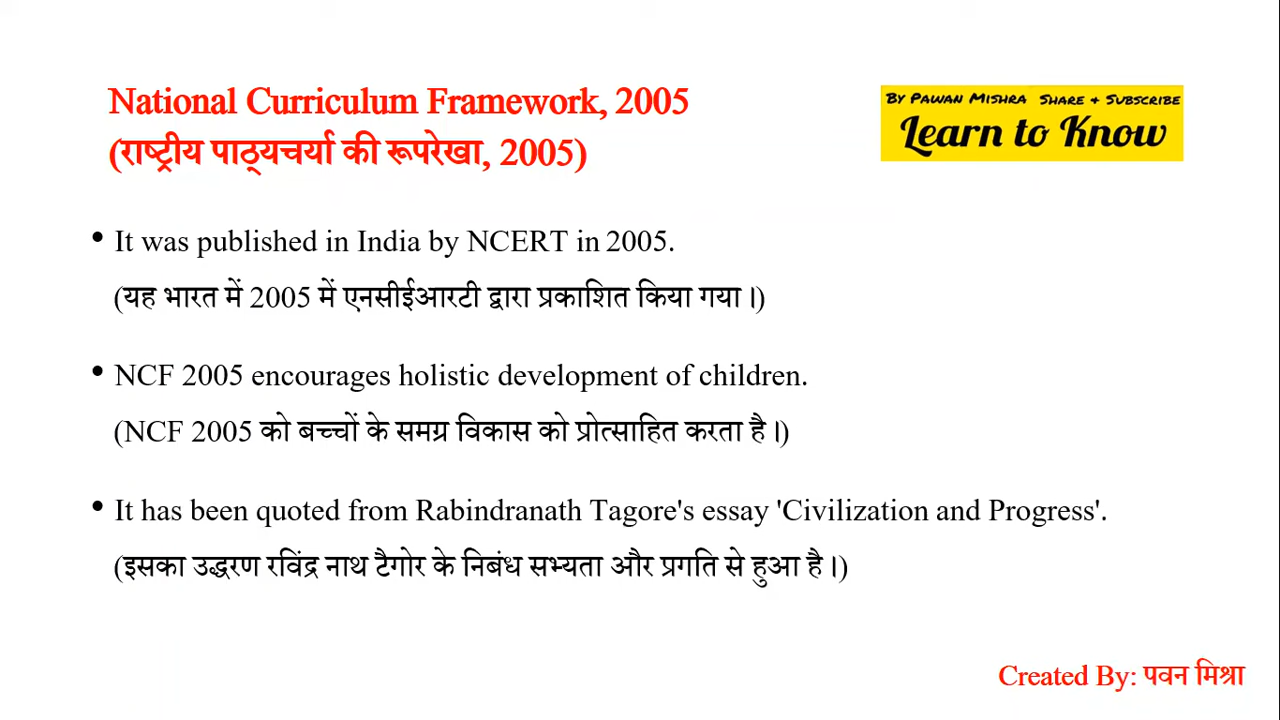 National Curriculum Framework, 2005
(राष्ट्रीय पाठ्यचर्या की रूपरेखा, 2005)
BY PAWAN MISHRA SHARE & SUBSCRIBE
Learn to Know
• It was published in India by NCERT in 2005.
(यह भारत में 2005 में एनसीईआरटी द्वारा प्रकाशित किया गया।)
• NCF 2005 encourages holistic development of children.
(NCF 2005 को बच्चों के समग्र विकास को प्रोत्साहित करता है।)
• It has been quoted from Rabindranath Tagore's essay 'Civilization and Progress'.
(इसका उद्धरण रविंद्र नाथ टैगोर के निबंध सभ्यता और प्रगति से हुआ है।)
Created By: पवन मिश्रा